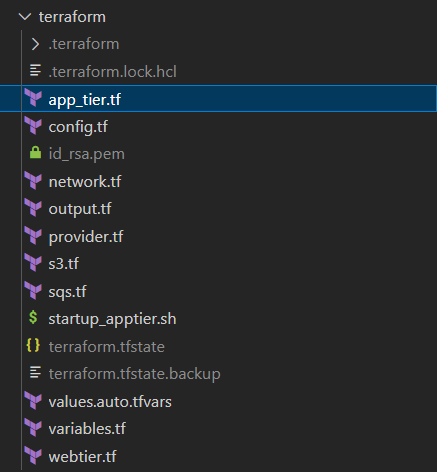 terraform
.terraform
.terraform.lock.hcl
app_tier.tf
config.tf
id_rsa.pem
network.tf
output.tf
provider.tf
s3.tf
sqs.tf
$ startup_apptier.sh
{} terraform.tfstate
terraform.tfstate.backup
values.auto.tfvars
variables.tf
webtier.tf